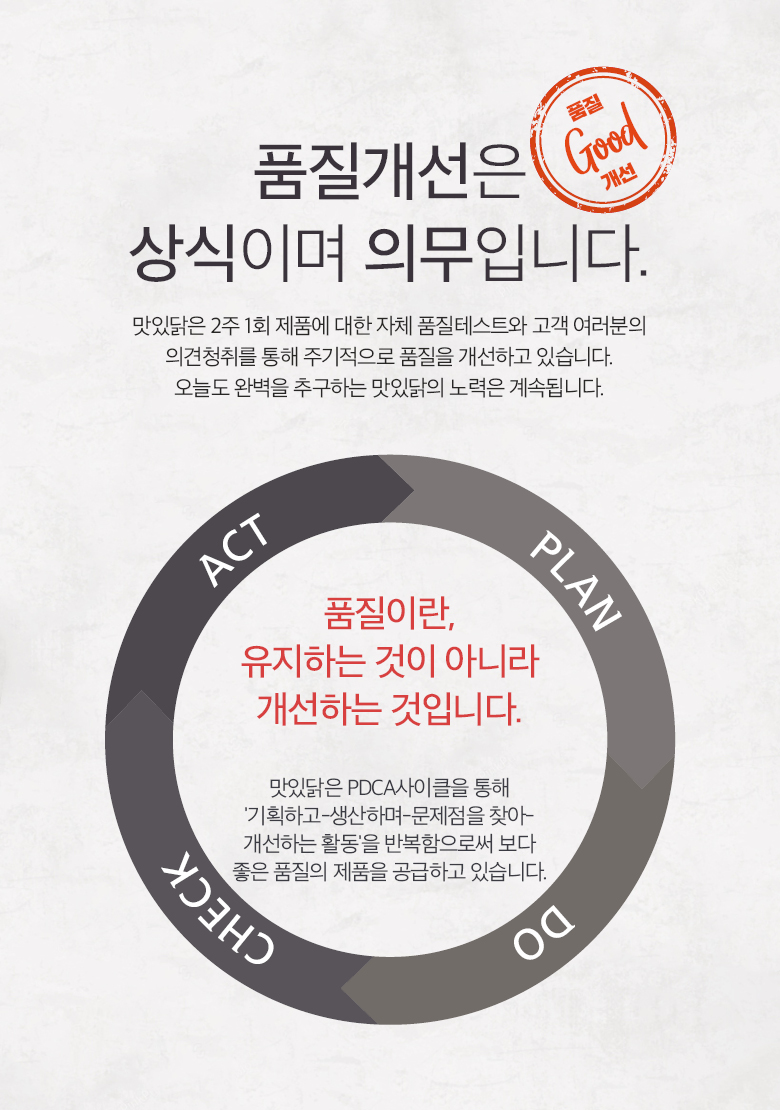 품질
Good
개선
품질개선은
상식이며 의무입니다.
맛있닭은 2주 1회 제품에 대한 자체 품질테스트와 고객 여러분의
의견청취를 통해 주기적으로 품질을 개선하고 있습니다.
오늘도 완벽을 추구하는 맛있닭의 노력은 계속됩니다.
ACT
PLAN
품질이란,
유지하는 것이 아니라
개선하는 것입니다.
맛있닭은 PDCA사이클을 통해
'기획하고-생산하며-문제점을 찾아-
개선하는 활동'을 반복함으로써 보다
좋은 품질의 제품을 공급하고 있습니다.
CHECK
DO